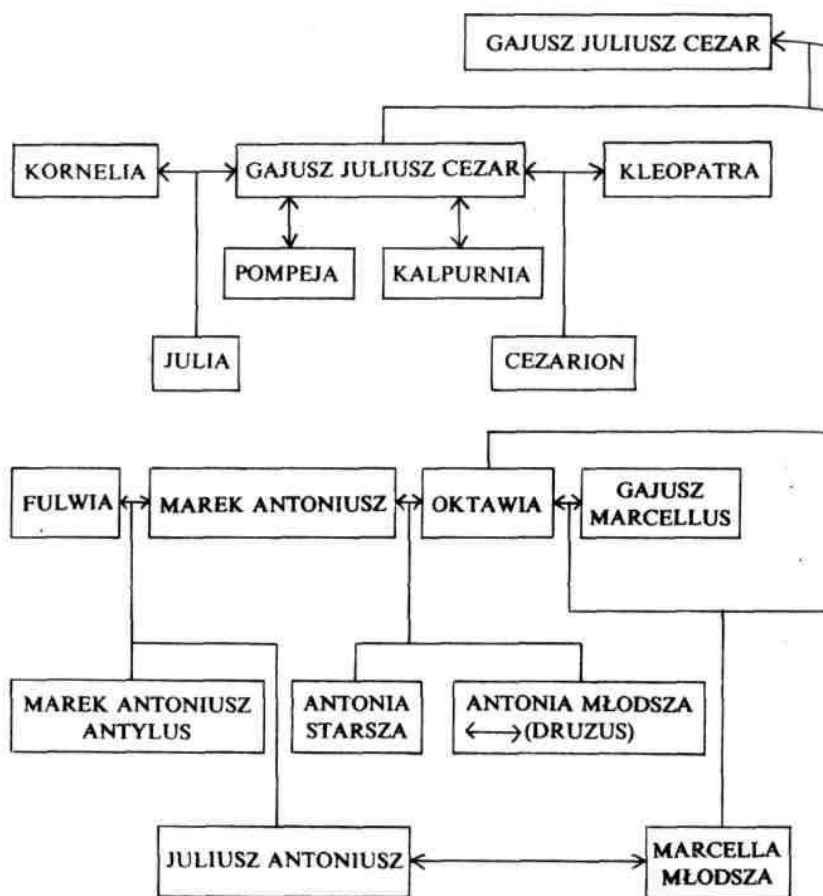 GAJUSZ JULIUSZ CEZAR
KORNELIA
GAJUSZ JULIUSZ CEZAR
KLEOPATRA
POMPEJA
KALPURNIA
JULIA
CEZARION
FULWIA
MAREK ANTONIUSZ
OKTAWIA
GAJUSZ
MARCELLUS
MAREK ANTONIUSZ
ANTYLUS
ANTONIA
STARSZA
ANTONIA MŁODSZA
(DRUZUS)
JULIUSZ ANTONIUSZ
MARCELLA
MŁODSZA